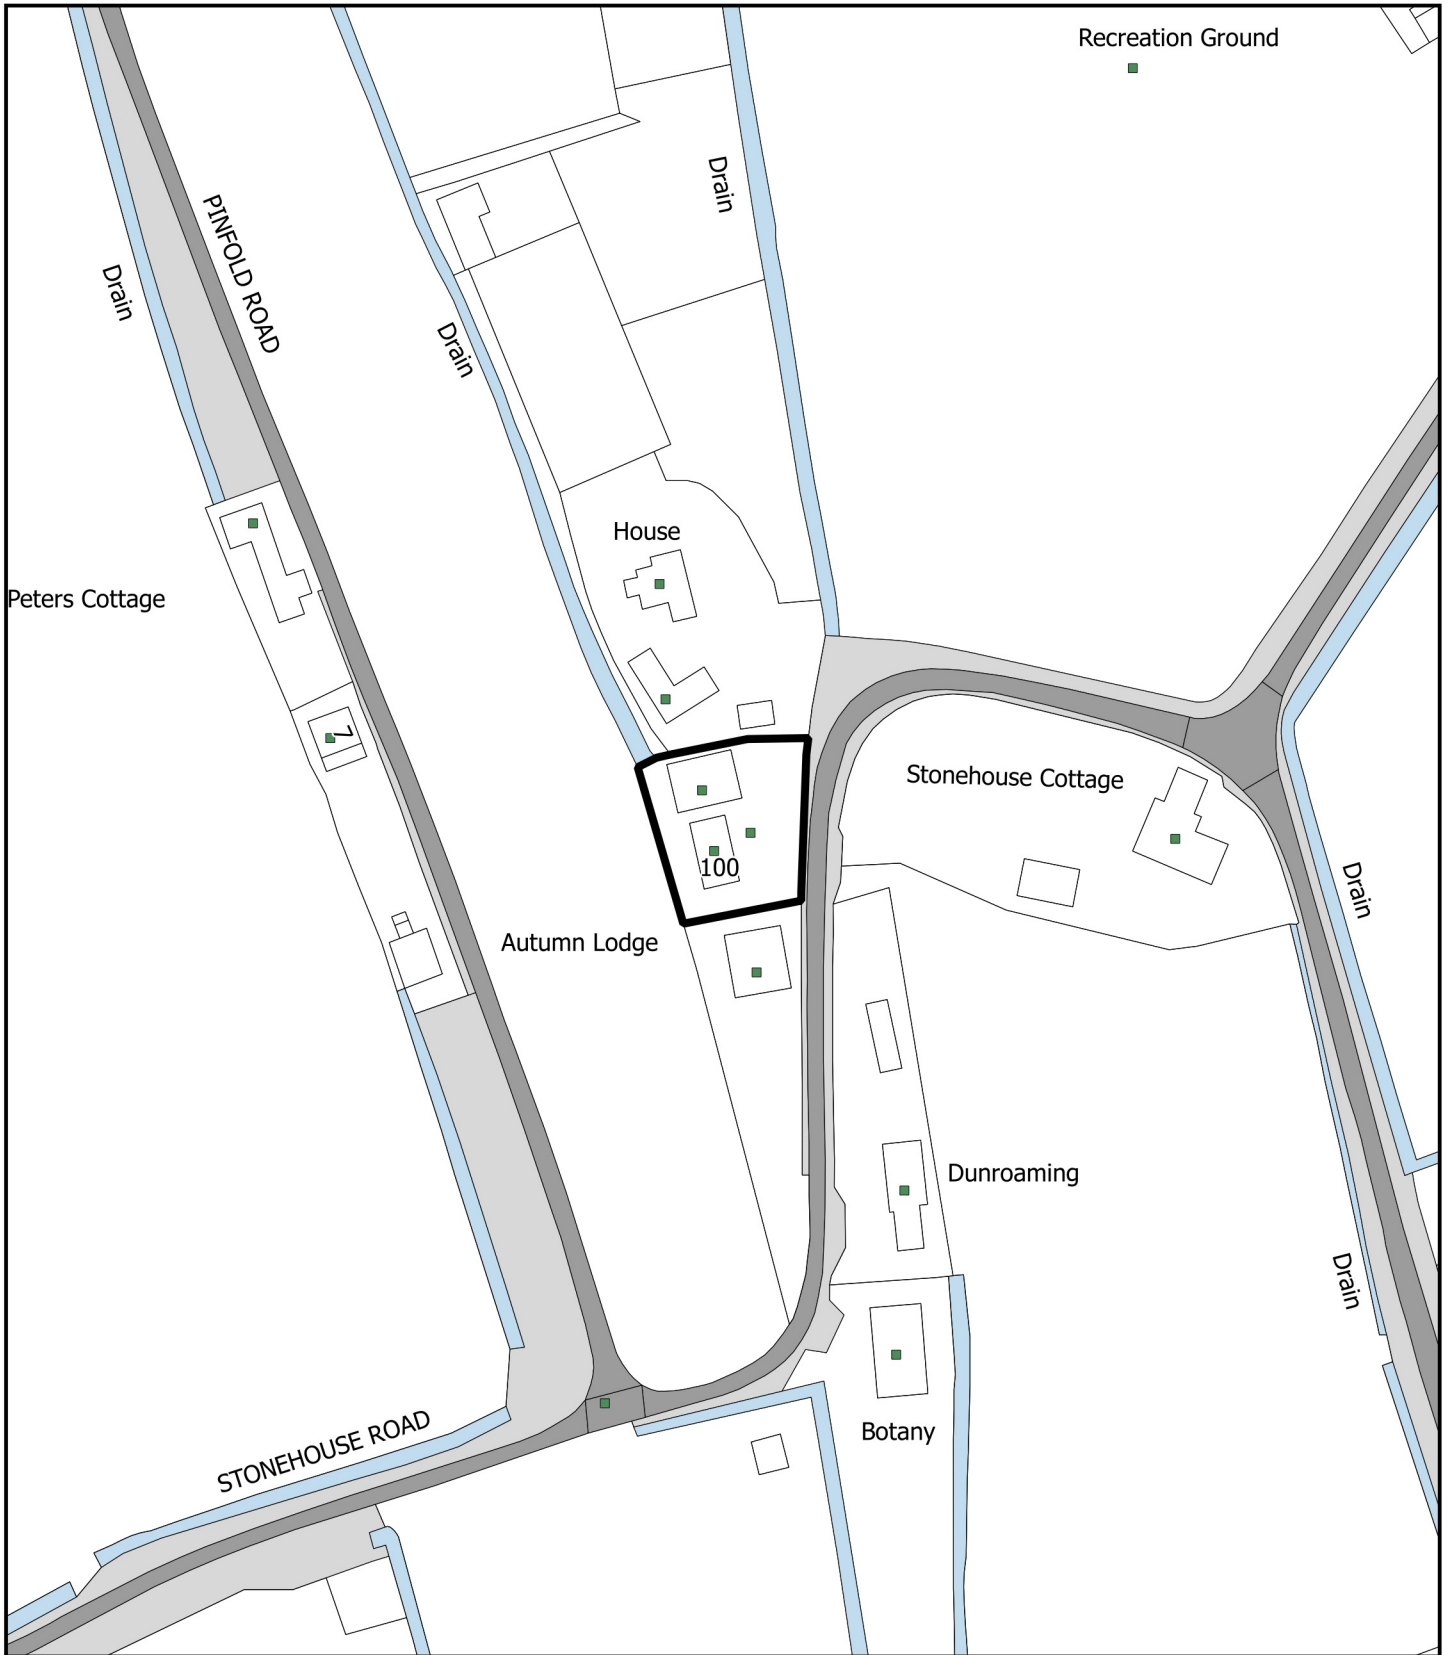 Recreation Ground
Drain
PINFOLD ROAD
Drain
Drain
House
Peters Cottage
7
Stonehouse Cottage
100
Drain
Autumn Lodge
Dunroaming
Drain
STONEHOUSE ROAD
Botany